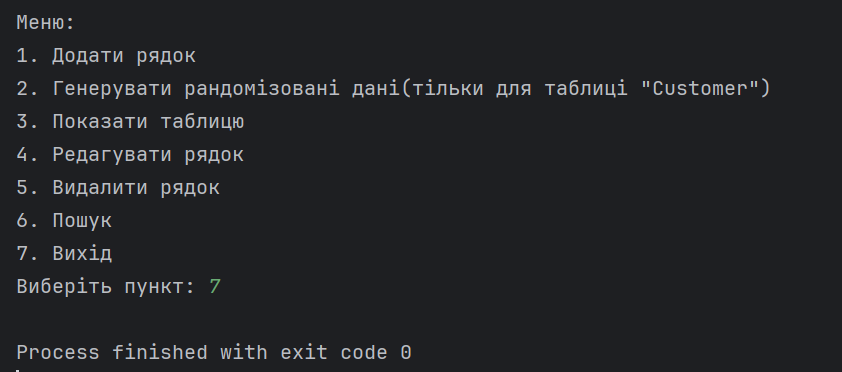 Меню:
1. Додати рядок
2. Генерувати рандомізовані дані(тільки для таблиці "Customer")
3. Показати таблицю
4. Редагувати рядок
5. Видалити рядок
6. Пошук
7. Вихід
Виберіть пункт: 7
Process finished with exit code 0